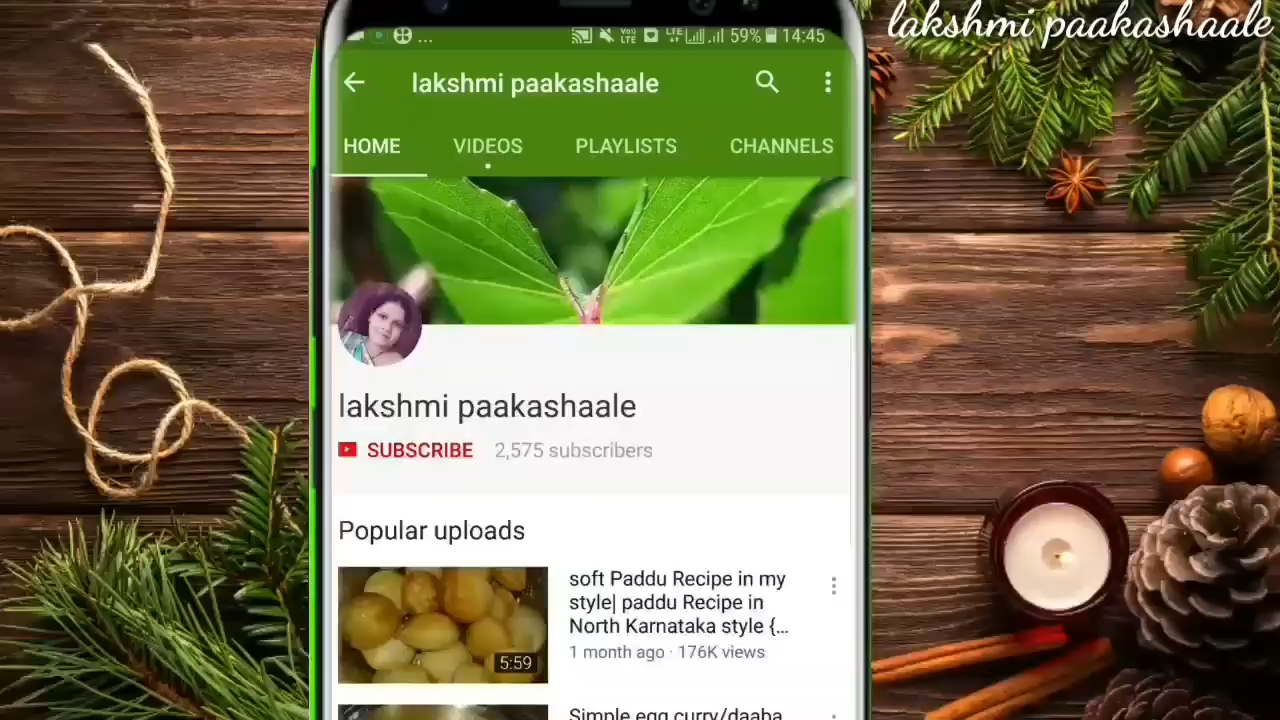 lakshmi paakashaale
... VoLTE LTE 59% 14:45
lakshmi paakashaale
HOME VIDEOS PLAYLISTS CHANNELS
lakshmi paakashaale
SUBSCRIBE 2,575 subscribers
Popular uploads
soft Paddu Recipe in my
style| paddu Recipe in
North Karnataka style {...
5:59
1 month ago · 176K views
Simple egg curry/daaba